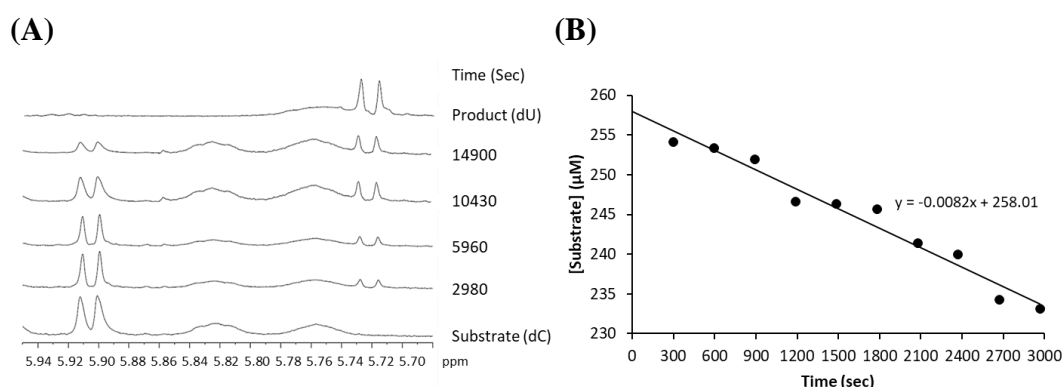 (A)
Time (Sec)
Product (dU)
14900
10430
5960
2980
Substrate (dC)
5.94 5.92 5.90 5.88 5.86 5.84 5.82 5.80 5.78 5.76 5.74 5.72 5.70 ppm
(B)
[Substrate] (µM)
260
255
250
245
240
235
230
y = -0.0082x + 258.01
0 300 600 900 1200 1500 1800 2100 2400 2700 3000
Time (sec)